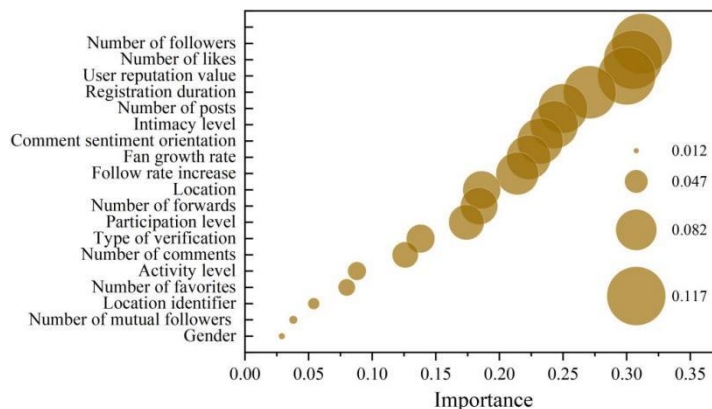 Number of followers
Number of likes
User reputation value
Registration duration
Number of posts
Intimacy level
Comment sentiment orientation
Fan growth rate
Follow rate increase
Location
Number of forwards
Participation level
Type of verification
Number of comments
Activity level
Number of favorites
Location identifier
Number of mutual followers
Gender
0.012
0.047
0.082
0.117
0.00 0.05 0.10 0.15 0.20 0.25 0.30 0.35
Importance